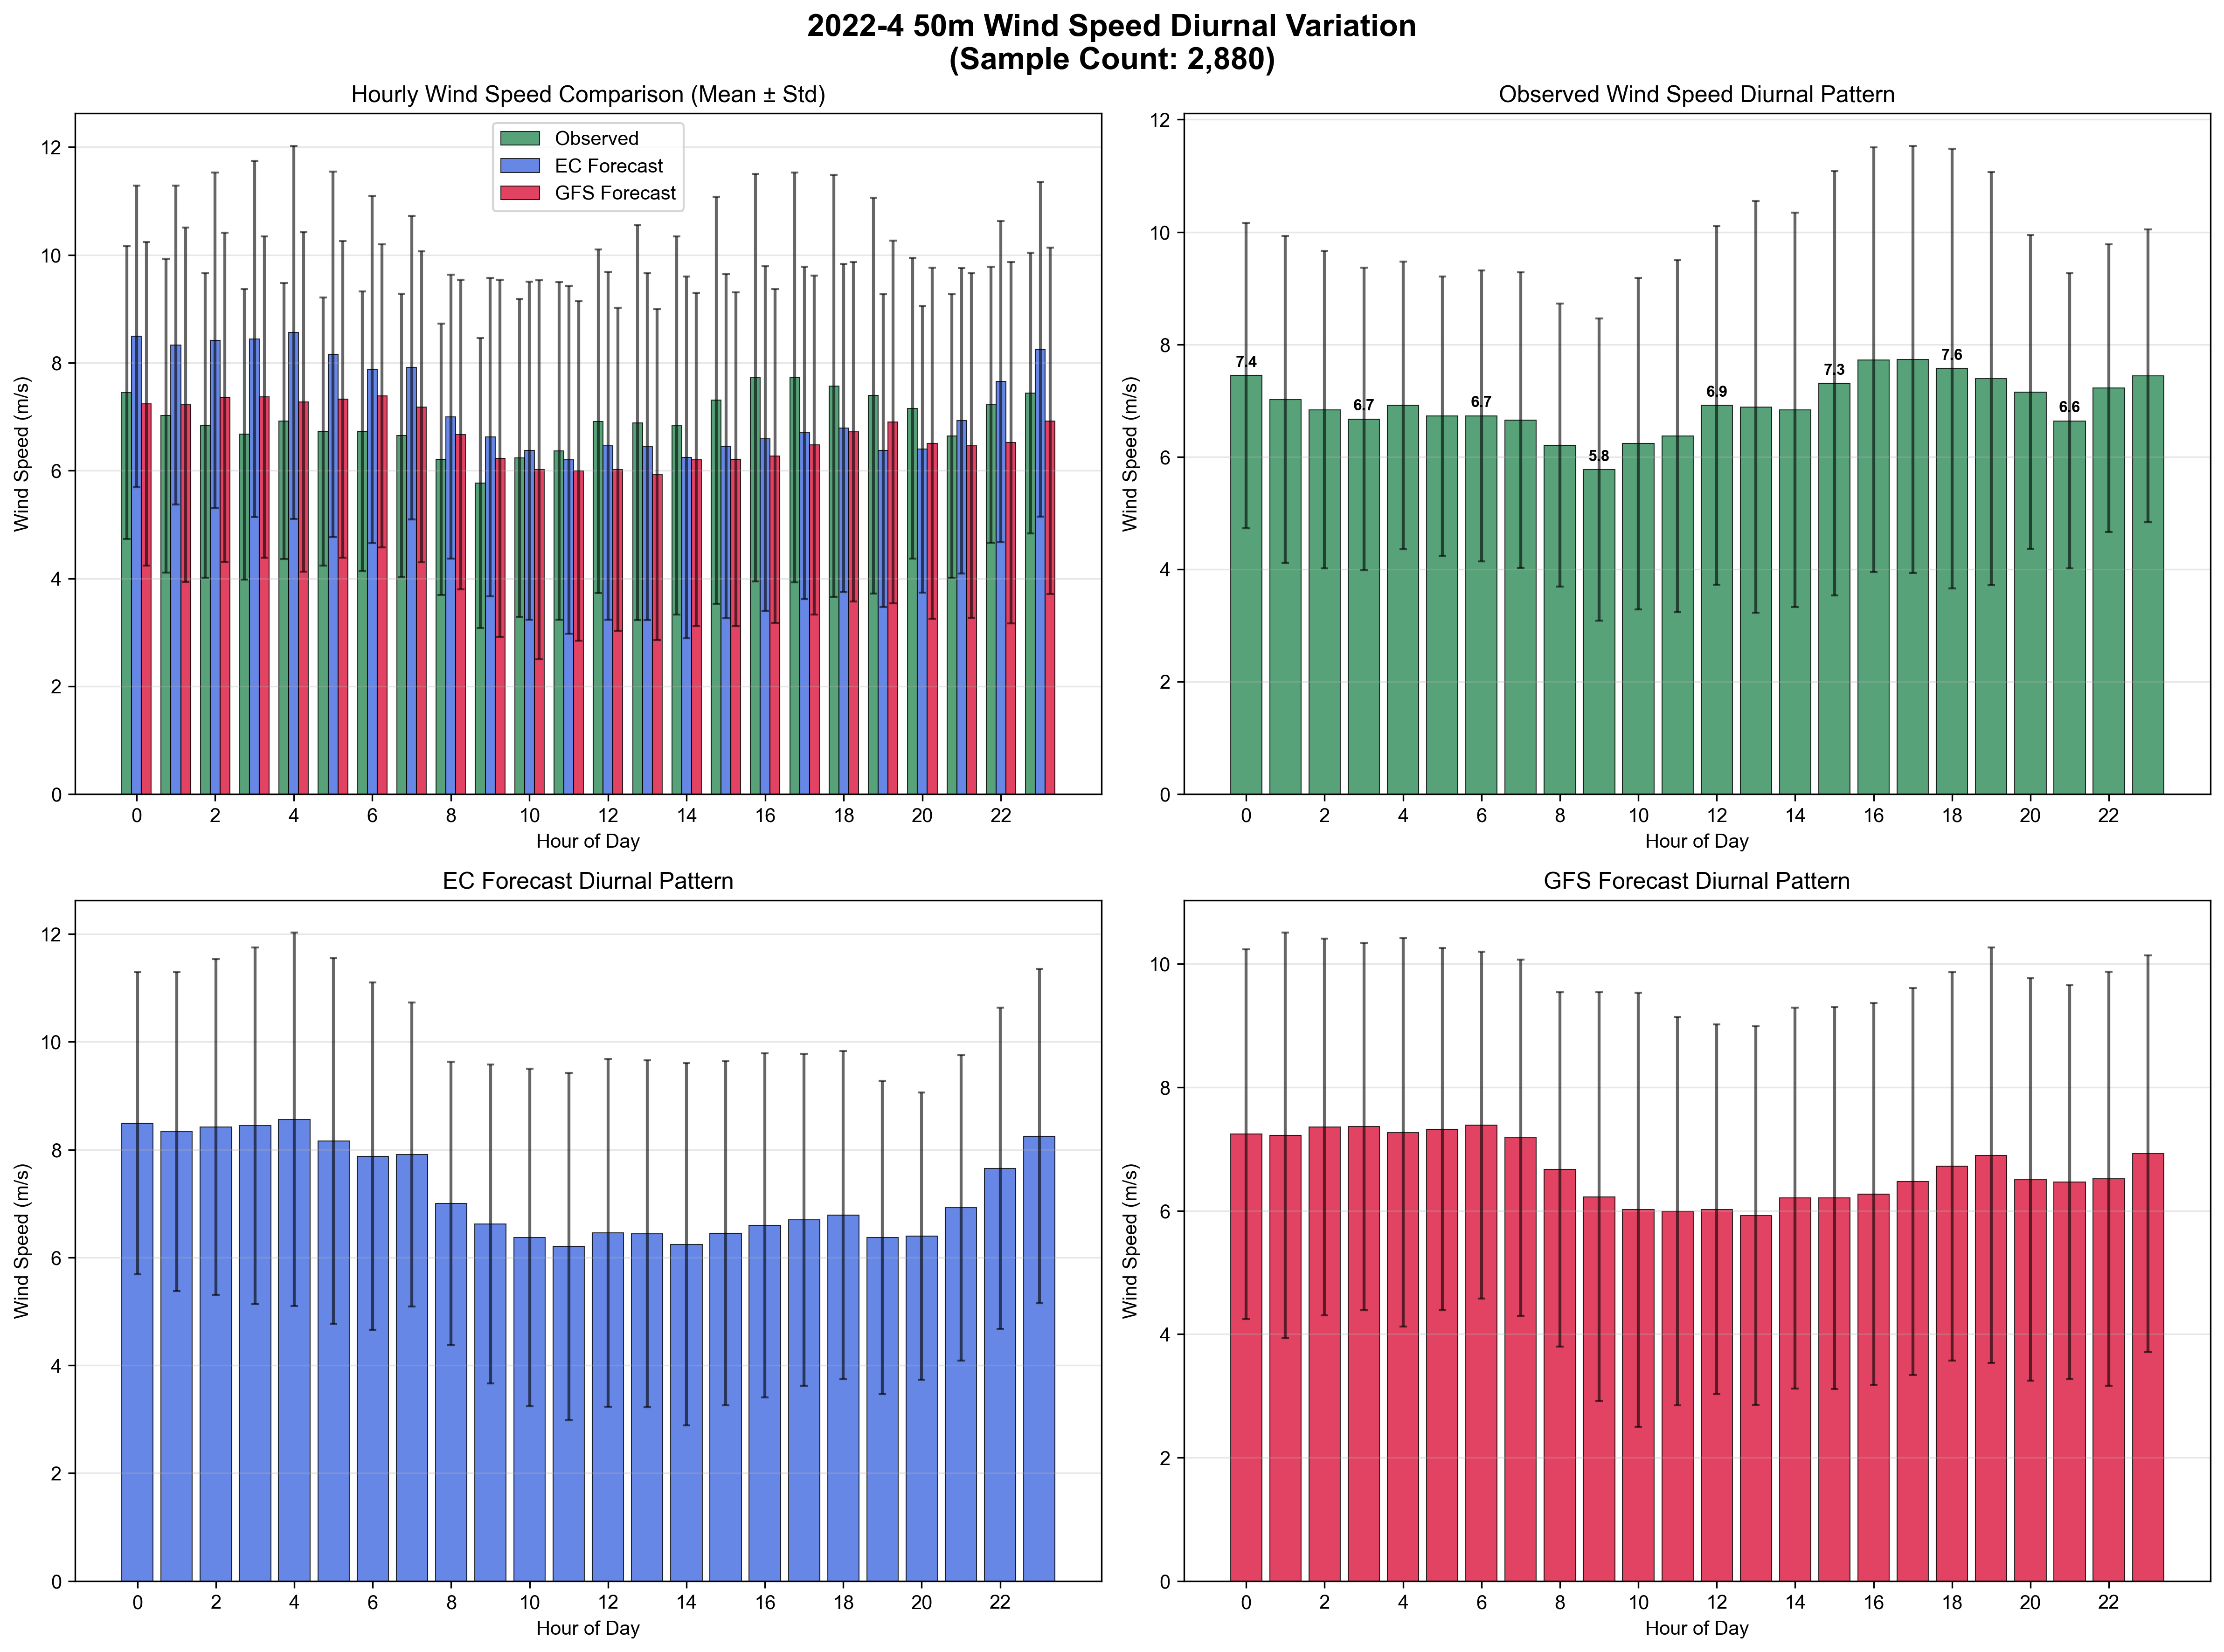 2022-4 50m Wind Speed Diurnal Variation
(Sample Count: 2,880)
Hourly Wind Speed Comparison (Mean ± Std)
Observed
EC Forecast
GFS Forecast
Wind Speed (m/s)
12
10
8
6
4
2
0
0 2 4 6 8 10 12 14 16 18 20 22
Hour of Day
Observed Wind Speed Diurnal Pattern
Wind Speed (m/s)
12
10
8
6
4
2
0
7.4 6.7 6.7 5.8 6.9 7.3 7.6 6.6
0 2 4 6 8 10 12 14 16 18 20 22
Hour of Day
EC Forecast Diurnal Pattern
Wind Speed (m/s)
12
10
8
6
4
2
0
0 2 4 6 8 10 12 14 16 18 20 22
Hour of Day
GFS Forecast Diurnal Pattern
Wind Speed (m/s)
10
8
6
4
2
0
0 2 4 6 8 10 12 14 16 18 20 22
Hour of Day